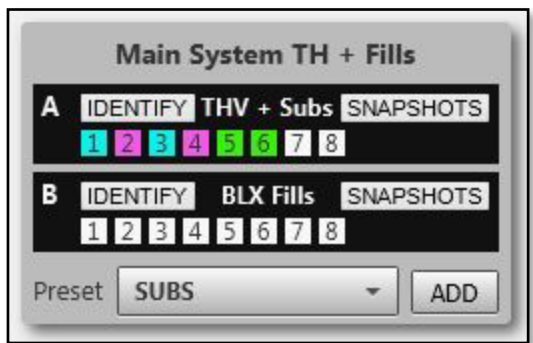 Main System TH + Fills
A IDENTIFY THV + Subs SNAPSHOTS
1 2 3 4 5 6 7 8
B IDENTIFY BLX Fills SNAPSHOTS
1 2 3 4 5 6 7 8
Preset SUBS ADD